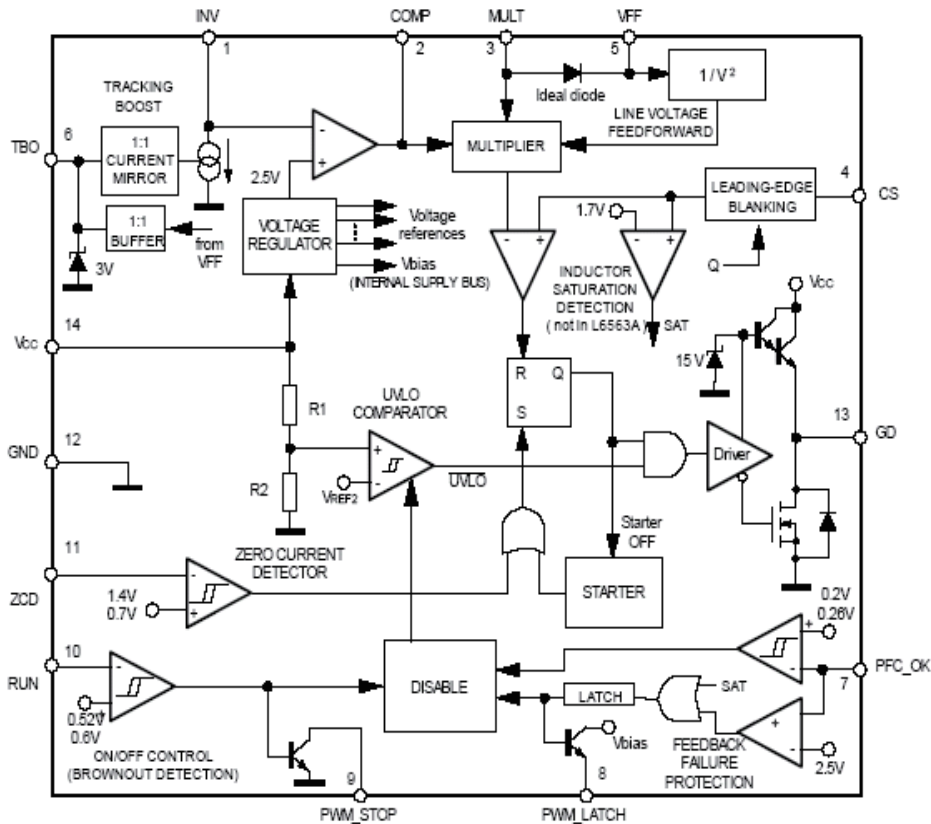 INV
COMP
MULT
VFF
1
2
3
5
1 / V²
Ideal diode
LINE VOLTAGE
FEEDFORWARD
TRACKING
BOOST
6
TBO
1:1
CURRENT
MIRROR
-
+
MULTIPLIER
2.5V
4
CS
LEADING-EDGE
BLANKING
1:1
BUFFER
from
VFF
3V
VOLTAGE
REGULATOR
Voltage
references
Vbias
(INTERNAL SUPPLY BUS)
1.7V
-
+
-
+
Q
INDUCTOR
SATURATION
DETECTION
( not in L6563A )
SAT
Vcc
14
Vcc
15 V
R
Q
S
R1
UVLO
COMPARATOR
13
GD
12
GND
+
-
VREF2
UVLO
Driver
R2
Starter
OFF
11
ZCD
ZERO CURRENT
DETECTOR
-
+
1.4V
0.7V
STARTER
0.2V
0.26V
+
-
10
RUN
-
+
0.52V
0.6V
DISABLE
PFC_OK
7
LATCH
SAT
+
-
2.5V
Vbias
ON/OFF CONTROL
(BROWNOUT DETECTION)
FEEDBACK
FAILURE
PROTECTION
9
8
PWM_STOP
PWM_LATCH